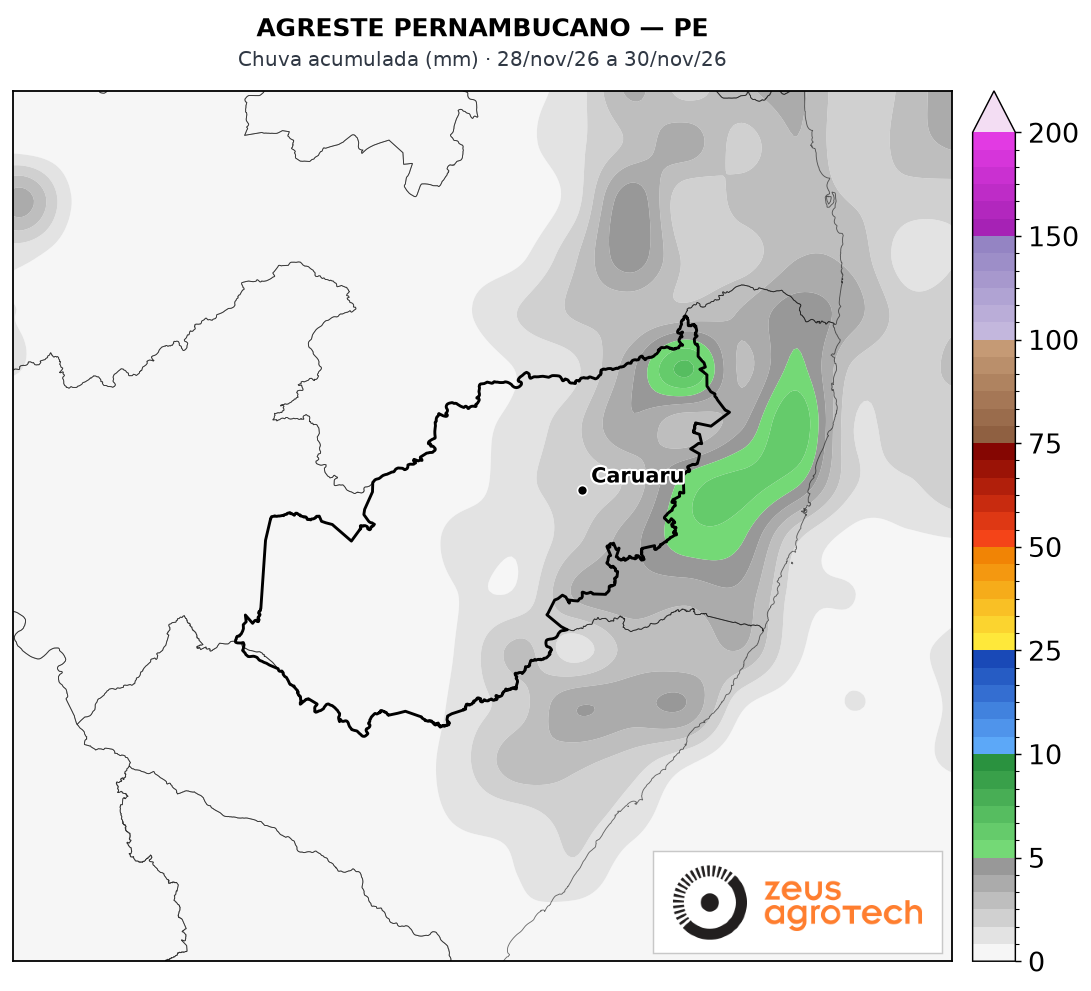 AGRESTE PERNAMBUCANO — PE
Chuva acumulada (mm) · 28/nov/26 a 30/nov/26
200
150
100
75
50
25
10
5
0
Caruaru
zeus
agrotech